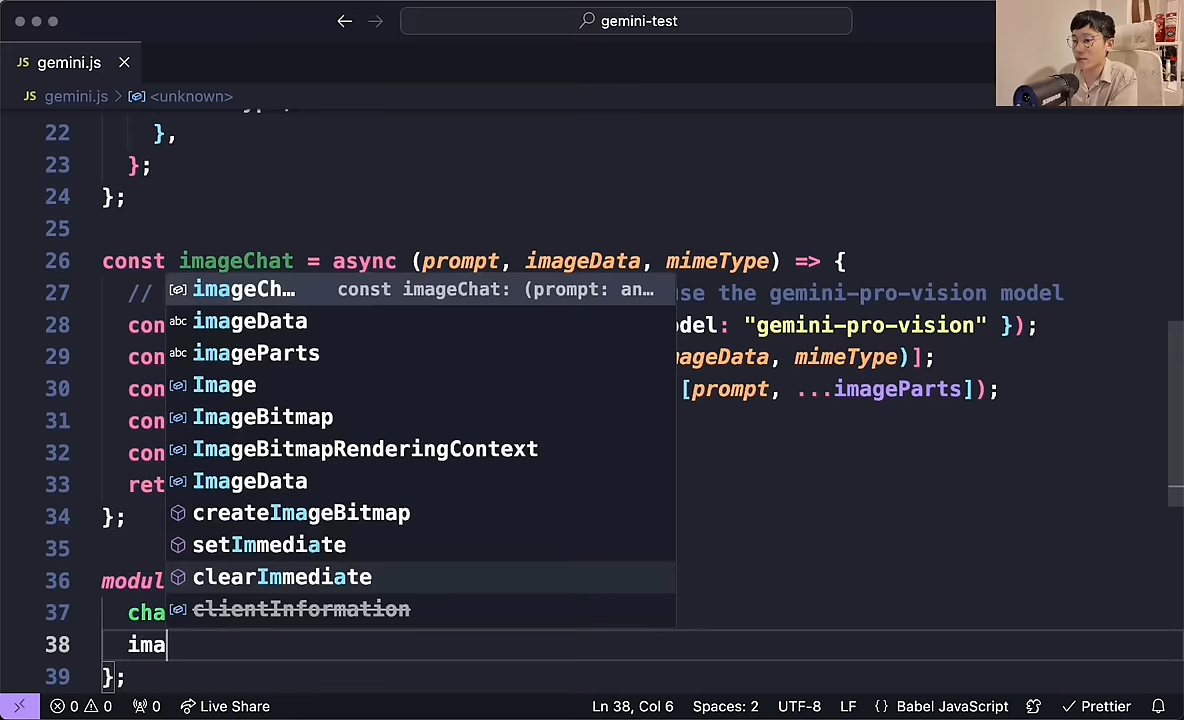 gemini-test
JS gemini.js
JS gemini.js > <unknown>
22 },
23 };
24 };
25
26 const imageChat = async (prompt, imageData, mimeType) => {
27 // use the gemini-pro-vision model
28 con odel: "gemini-pro-vision" });
29 con mageData, mimeType)];
30 con [prompt, ...imageParts]);
31 con
32 con
33 ret
34 };
35
36 modul
37 cha
38 ima
39 };
imageCh… const imageChat: (prompt: an…
abc imageData
abc imageParts
Image
ImageBitmap
ImageBitmapRenderingContext
ImageData
createImageBitmap
setImmediate
clearImmediate
clientInformation
0 0 0 Live Share Ln 38, Col 6 Spaces: 2 UTF-8 LF {} Babel JavaScript Prettier